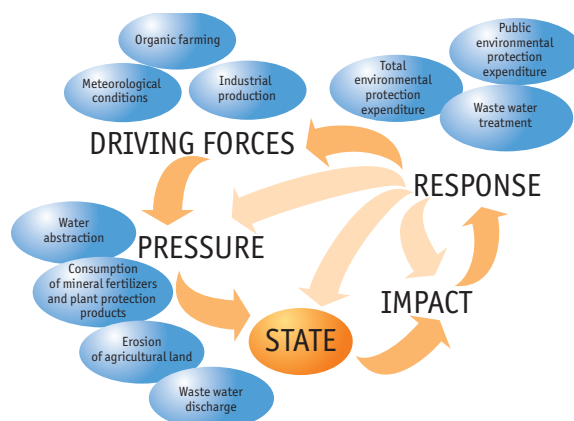 Organic farming
Meteorological
conditions
Industrial
production
Public
environmental
protection
expenditure
Total
environmental
protection
expenditure
Waste water
treatment
DRIVING FORCES
RESPONSE
Water
abstraction
PRESSURE
Consumption
of mineral fertilizers
and plant protection
products
IMPACT
STATE
Erosion
of agricultural land
Waste water
discharge